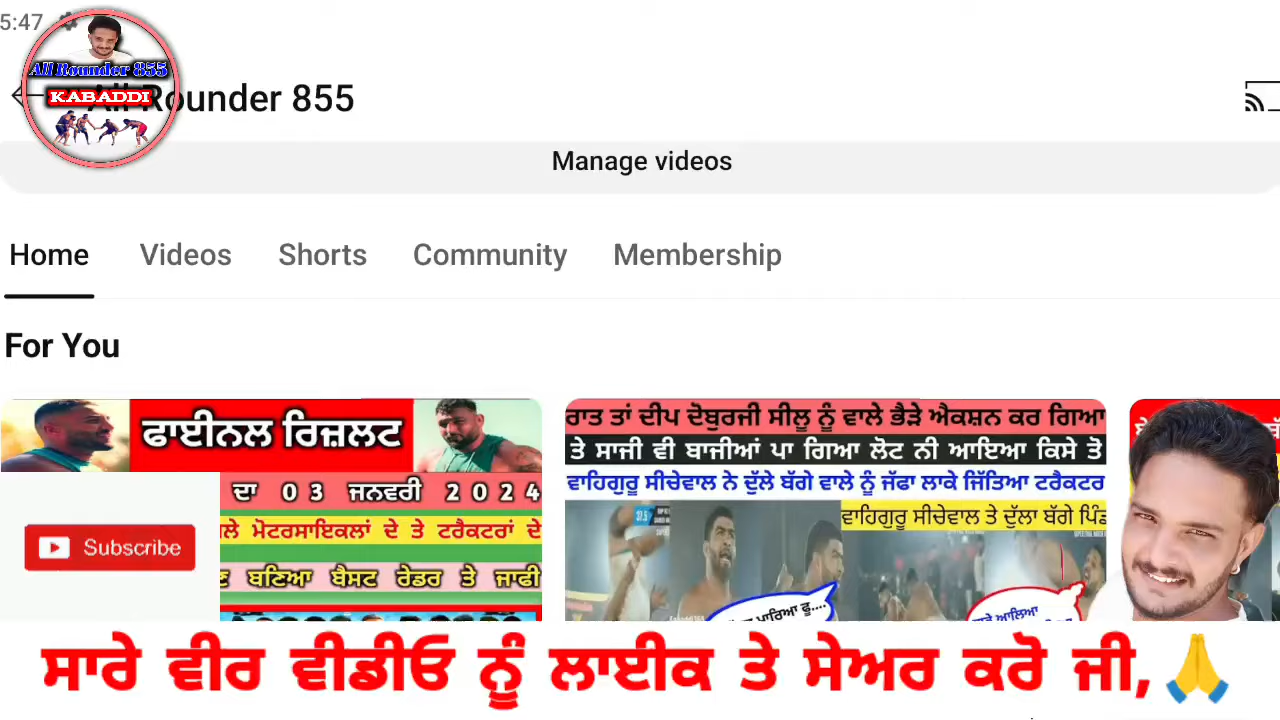 5:47
All Rounder 855
KABADDI
All Rounder 855
Manage videos
Home Videos Shorts Community Membership
For You
ਫਾਈਨਲ ਰਿਜ਼ਲਟ
ਦਾ 03 ਜਨਵਰੀ 2024
ਮੋਟਰਸਾਇਕਲਾਂ ਦੇ ਤੇ ਟਰੈਕਟਰਾਂ ਦੇ
ਬਣਿਆ ਬੈਸਟ ਰੇਡਰ ਤੇ ਜਾਫੀ
Subscribe
ਰਾਤ ਤਾਂ ਦੀਪ ਦੋਬੁਰਜੀ ਸੀਲੂ ਨੂੰ ਵਾਲੇ ਭੈੜੇ ਐਕਸ਼ਨ ਕਰ ਗਿਆ
ਤੇ ਸਾਜੀ ਵੀ ਬਾਜੀਆਂ ਪਾ ਗਿਆ ਲੋਟ ਨੀ ਆਇਆ ਕਿਸੇ ਤੋ
ਵਾਹਿਗੁਰੂ ਸੀਚੇਵਾਲ ਨੇ ਦੁੱਲੇ ਬੱਗੇ ਵਾਲੇ ਨੂੰ ਜੱਫਾ ਲਾਕੇ ਜਿੱਤਿਆ ਟਰੈਕਟਰ
ਵਾਹਿਗੁਰੂ ਸੀਚੇਵਾਲ ਤੇ ਦੁੱਲਾ ਬੱਗੇ ਪਿੰਡ
ਪਾਰਿਆ ਫੂ....
ਆਲਿਆ
ਸਾਰੇ ਵੀਰ ਵੀਡੀਓ ਨੂੰ ਲਾਈਕ ਤੇ ਸੇਅਰ ਕਰੋ ਜੀ,🙏